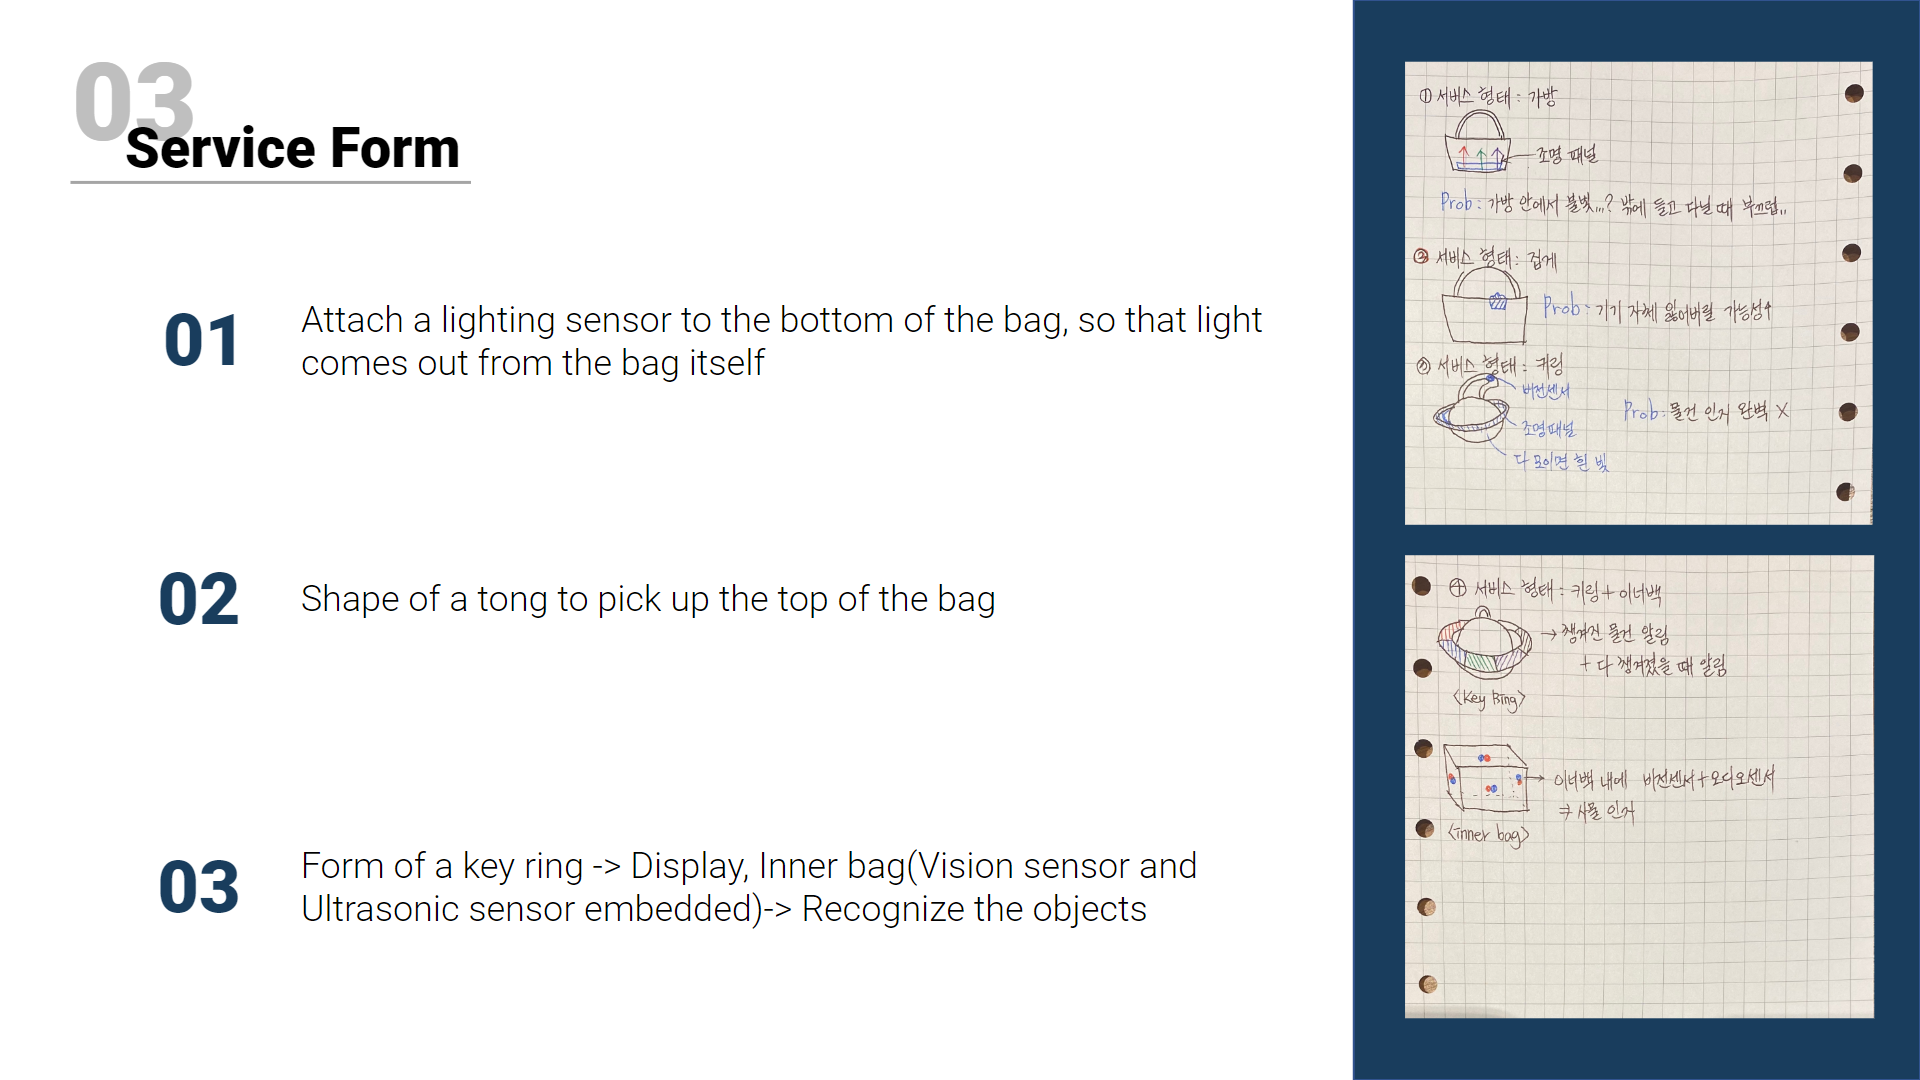 03
Service Form
01
Attach a lighting sensor to the bottom of the bag, so that light
comes out from the bag itself
02
Shape of a tong to pick up the top of the bag
03
Form of a key ring -> Display, Inner bag(Vision sensor and
Ultrasonic sensor embedded)-> Recognize the objects
① 서비스 형태 : 가방
조명 패널
Prob : 가방 안에서 불빛...? 밖에 들고 다닐 때 부끄럽..
② 서비스 형태 : 집게
Prob : 기기 자체 잃어버릴 가능성↑
③ 서비스 형태 : 키링
비전센서
Prob : 물건 인지 완벽 X
조명패널
다 모이면 흰 빛
④ 서비스 형태 : 키링 + 이너백
→ 챙겨진 물건 알림
+ 다 챙겨졌을 때 알림
<Key Ring>
이너백 내에 비전센서 + 오디오센서
⇒ 사물 인지
<inner bag>